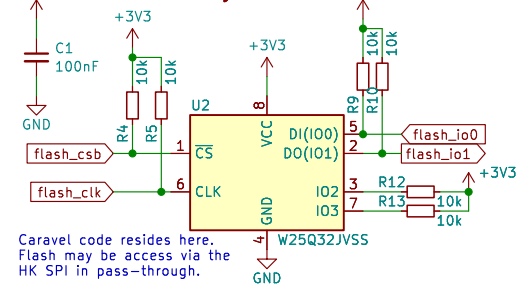 +3V3
C1
100nF
GND
10k
10k
R4
R5
+3V3
10k
10k
R9
R10
U2
8
VCC
flash_csb
1
CS
DI(IO0)
5
flash_io0
DO(IO1)
2
flash_io1
flash_clk
6
CLK
IO2
3
R12
10k
+3V3
IO3
7
R13
10k
GND
4
W25Q32JVSS
GND
Caravel code resides here.
Flash may be access via the
HK SPI in pass-through.